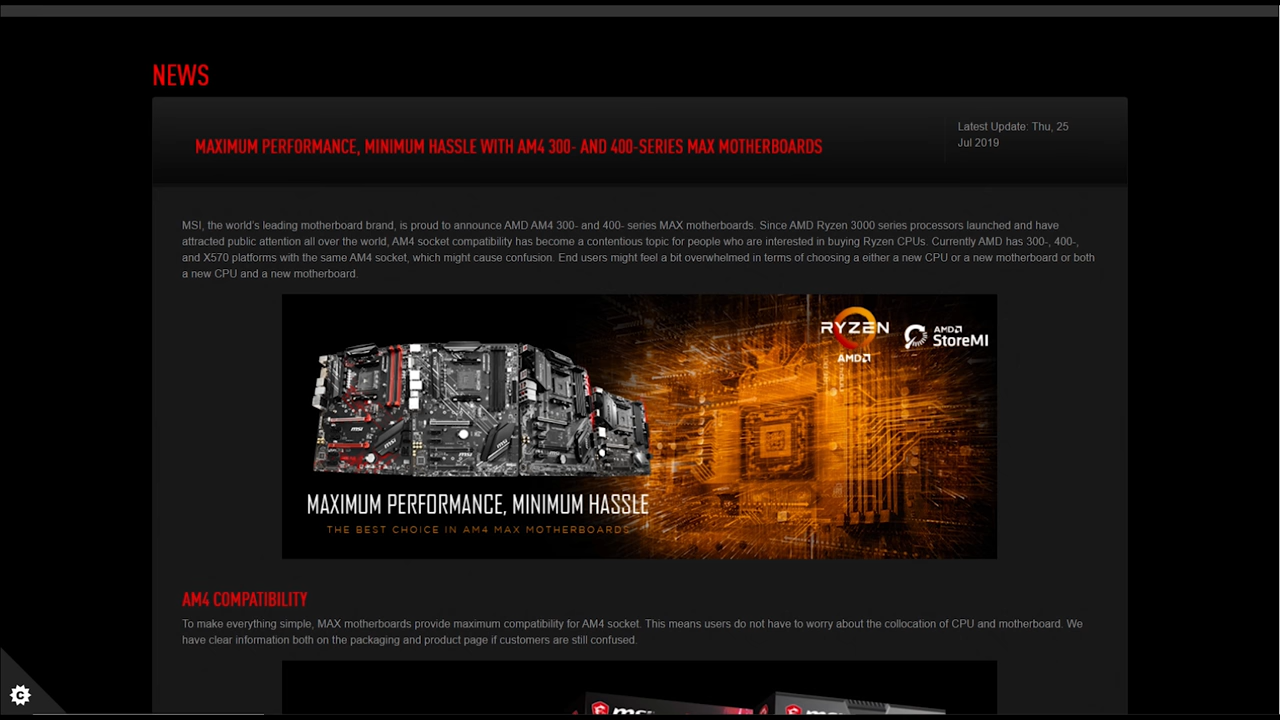 NEWS
MAXIMUM PERFORMANCE, MINIMUM HASSLE WITH AM4 300- AND 400-SERIES MAX MOTHERBOARDS
Latest Update: Thu, 25
Jul 2019
MSI, the world's leading motherboard brand, is proud to announce AMD AM4 300- and 400- series MAX motherboards. Since AMD Ryzen 3000 series processors launched and have
attracted public attention all over the world, AM4 socket compatibility has become a contentious topic for people who are interested in buying Ryzen CPUs. Currently AMD has 300-, 400-,
and X570 platforms with the same AM4 socket, which might cause confusion. End users might feel a bit overwhelmed in terms of choosing a either a new CPU or a new motherboard or both
a new CPU and a new motherboard.
RYZEN
AMD
AMD
StoreMI
msi
msi
msi
MAXIMUM PERFORMANCE, MINIMUM HASSLE
THE BEST CHOICE IN AM4 MAX MOTHERBOARDS
AM4 COMPATIBILITY
To make everything simple, MAX motherboards provide maximum compatibility for AM4 socket. This means users do not have to worry about the collocation of CPU and motherboard. We
have clear information both on the packaging and product page if customers are still confused.
msi
msi
C